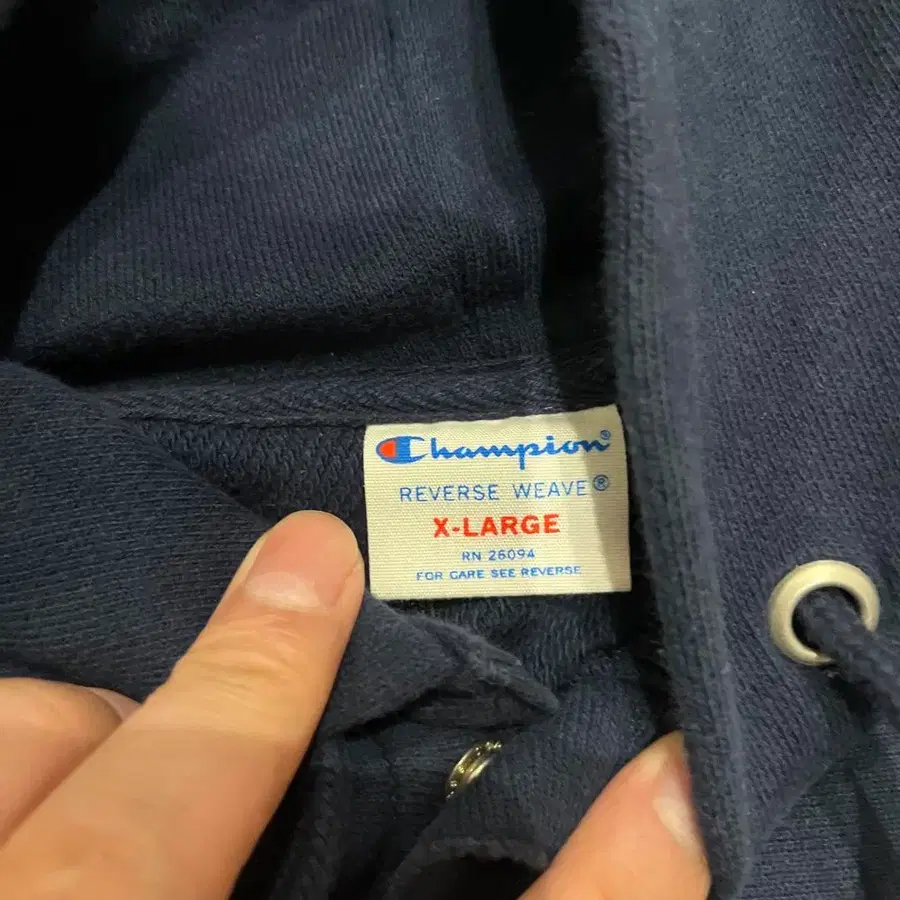 Champion®
REVERSE WEAVE®
X-LARGE
RN 26094
FOR CARE SEE REVERSE